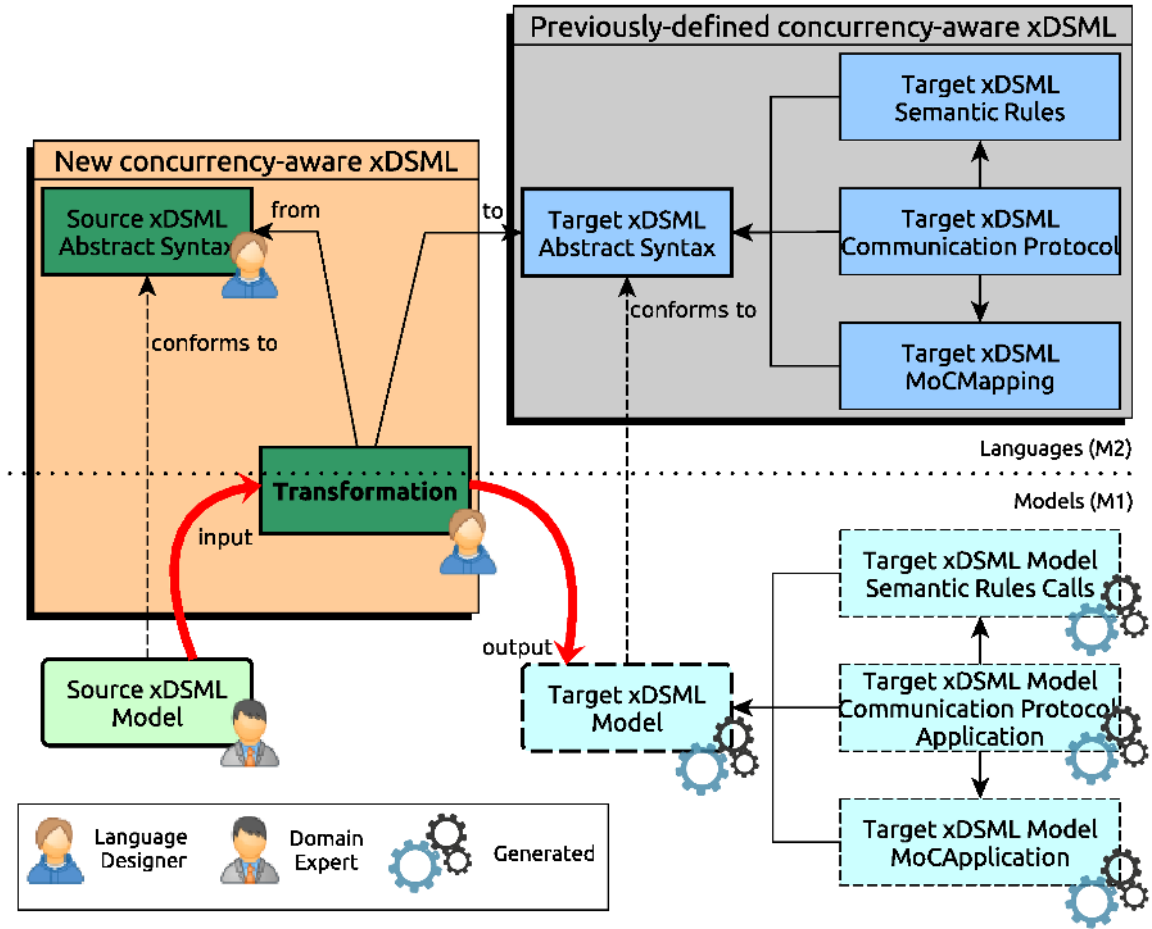 Previously-defined concurrency-aware xDSML
Target xDSML
Semantic Rules
New concurrency-aware xDSML
Source xDSML
Abstract Syntax
from
to
Target xDSML
Abstract Syntax
Target xDSML
Communication Protocol
conforms to
conforms to
Target xDSML
MoCMapping
Languages (M2)
Transformation
Models (M1)
input
Target xDSML Model
Semantic Rules Calls
output
Source xDSML
Model
Target xDSML
Model
Target xDSML Model
Communication Protocol
Application
Target xDSML Model
MoCApplication
Language
Designer
Domain
Expert
Generated